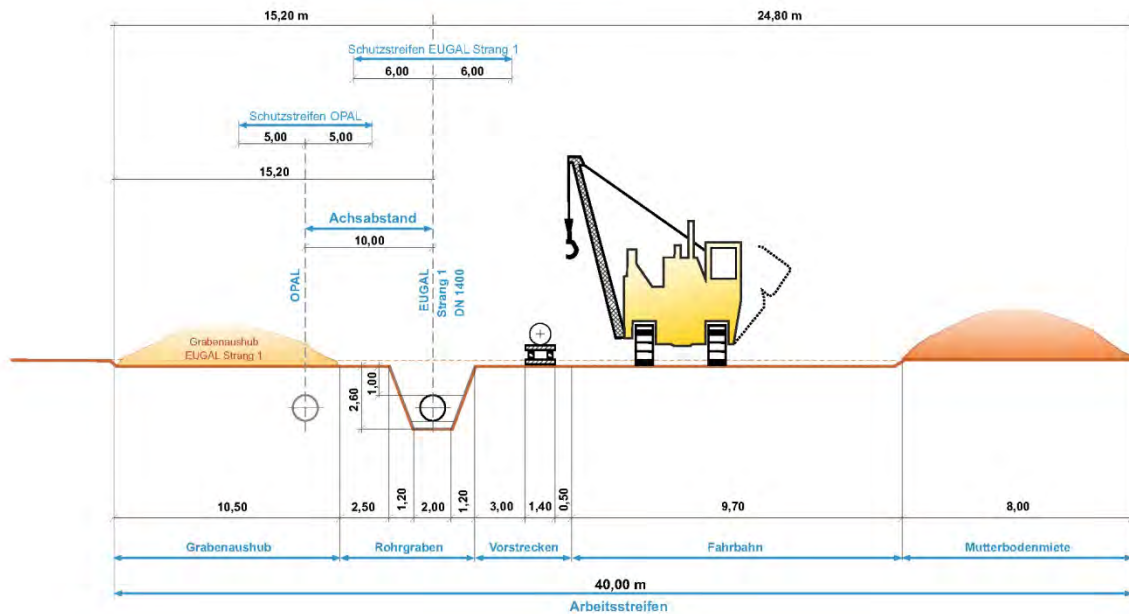 15,20 m
24,80 m
Schutzstreifen EUGAL Strang 1
6,00
6,00
Schutzstreifen OPAL
5,00
5,00
15,20
Achsabstand
10,00
OPAL
EUGAL
Strang 1
DN 1400
Grabenaushub
EUGAL Strang 1
1,00
2,60
10,50
2,50
1,20
2,00
1,20
3,00
1,40
0,50
9,70
8,00
Grabenaushub
Rohrgraben
Vorstrecken
Fahrbahn
Mutterbodenmiete
40,00 m
Arbeitsstreifen